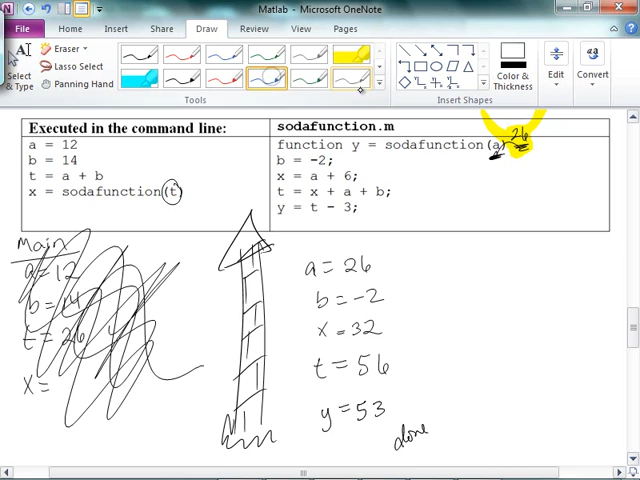 Matlab - Microsoft OneNote
File Home Insert Share Draw Review View Pages
A
Select & Type
Eraser
Lasso Select
Panning Hand
Tools
Insert Shapes
Color & Thickness
Edit
Convert
Executed in the command line:
a = 12
b = 14
t = a + b
x = sodafunction(t)
sodafunction.m
26
function y = sodafunction(a)
b = -2;
x = a + 6;
t = x + a + b;
y = t - 3;
Main
a = 12
b = 14
t = 26
x =
a = 26
b = -2
x = 32
t = 56
y = 53
done